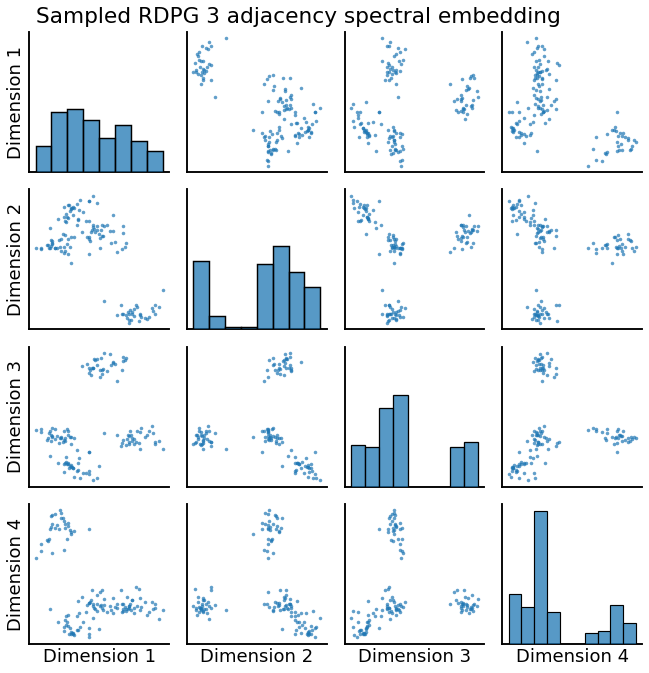 Sampled RDPG 3 adjacency spectral embedding
Dimension 1
Dimension 2
Dimension 3
Dimension 4
Dimension 1 Dimension 2 Dimension 3 Dimension 4